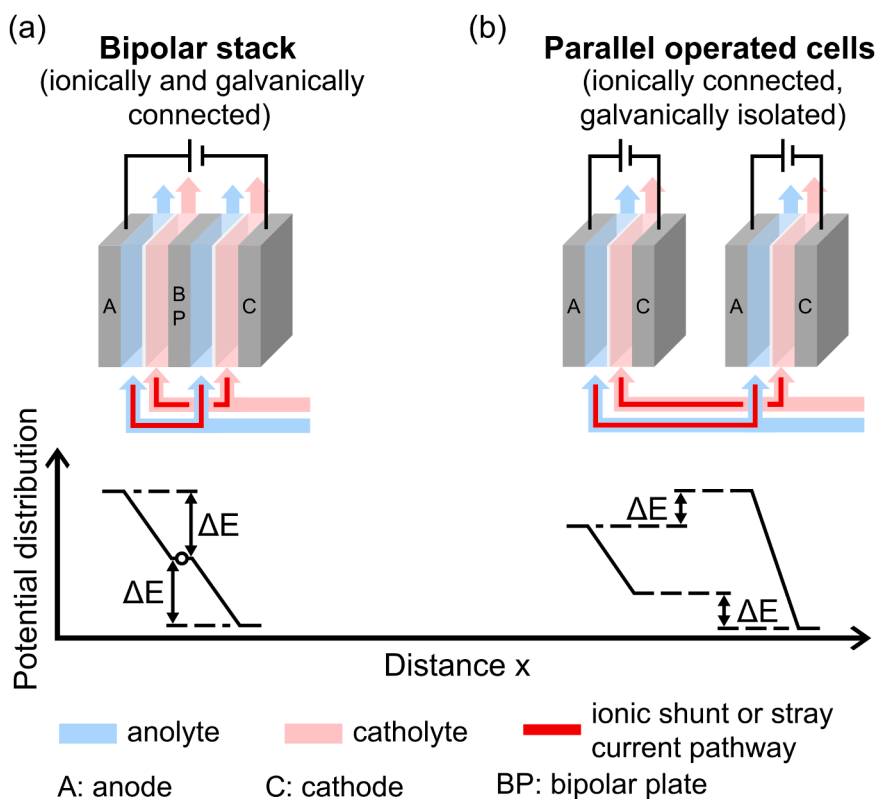 (a)
Bipolar stack
(ionically and galvanically
connected)
A
B
P
C
(b)
Parallel operated cells
(ionically connected,
galvanically isolated)
A
C
A
C
Potential distribution
ΔE
ΔE
ΔE
ΔE
Distance x
anolyte
catholyte
ionic shunt or stray
current pathway
A: anode
C: cathode
BP: bipolar plate